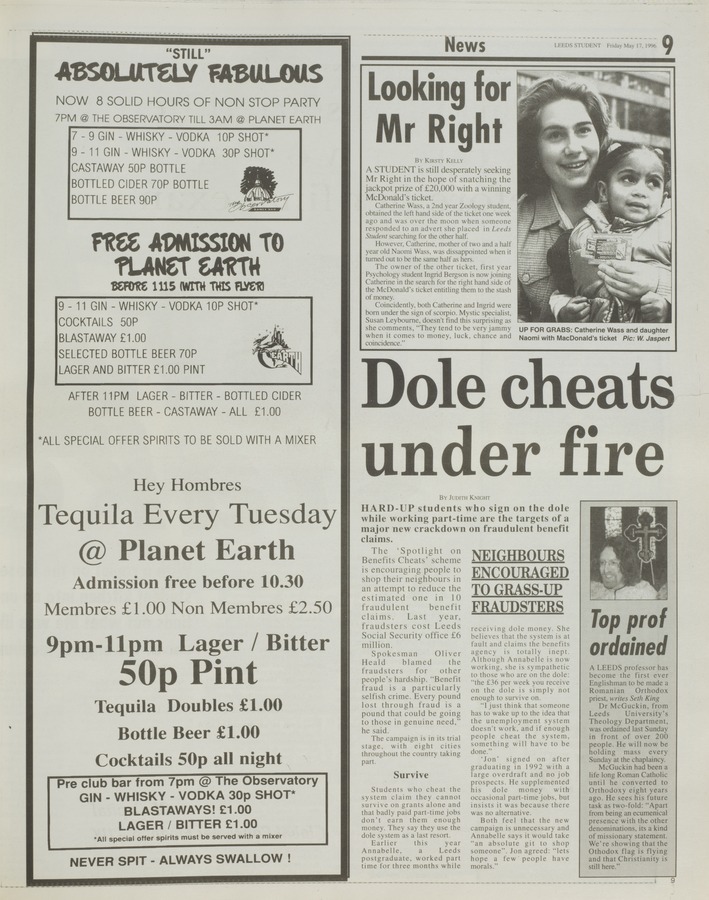 "STILL"
ABSOLUTELY FABULOUS
NOW 8 SOLID HOURS OF NON STOP PARTY
7PM @ THE OBSERVATORY TILL 3AM @ PLANET EARTH
7 - 9 GIN - WHISKY - VODKA 10P SHOT*
9 - 11 GIN - WHISKY - VODKA 30P SHOT*
CASTAWAY 50P BOTTLE
BOTTLED CIDER 70P BOTTLE
BOTTLE BEER 90P
Observatory
FREE ADMISSION TO
PLANET EARTH
BEFORE 1115 (WITH THIS FLYER)
9 - 11 GIN - WHISKY - VODKA 10P SHOT*
COCKTAILS 50P
BLASTAWAY £1.00
SELECTED BOTTLE BEER 70P
LAGER AND BITTER £1.00 PINT
EARTH
AFTER 11PM LAGER - BITTER - BOTTLED CIDER
BOTTLE BEER - CASTAWAY - ALL £1.00
*ALL SPECIAL OFFER SPIRITS TO BE SOLD WITH A MIXER
Hey Hombres
Tequila Every Tuesday
@ Planet Earth
Admission free before 10.30
Membres £1.00 Non Membres £2.50
9pm-11pm Lager / Bitter
50p Pint
Tequila Doubles £1.00
Bottle Beer £1.00
Cocktails 50p all night
Pre club bar from 7pm @ The Observatory
GIN - WHISKY - VODKA 30p SHOT*
BLASTAWAYS! £1.00
LAGER / BITTER £1.00
*All special offer spirits must be served with a mixer
NEVER SPIT - ALWAYS SWALLOW !
News
LEEDS STUDENT Friday May 17, 1996 9
Looking for
Mr Right
BY KIRSTY KELLY
A STUDENT is still desperately seeking
Mr Right in the hope of snatching the
jackpot prize of £20,000 with a winning
McDonald's ticket.
Catherine Wass, a 2nd year Zoology student,
obtained the left hand side of the ticket one week
ago and was over the moon when someone
responded to an advert she placed in Leeds
Student searching for the other half.
However, Catherine, mother of two and a half
year old Naomi Wass, was disappointed when it
turned out to be the same half as hers.
The owner of the other ticket, first year
Psychology student Ingrid Bergson is now joining
Catherine in the search for the right hand side of
the McDonald's ticket entitling them to the stash
of money.
Coincidently, both Catherine and Ingrid were
born under the sign of scorpio. Mystic specialist,
Susan Leybourne, doesn't find this surprising as
she comments, "They tend to be very jammy
when it comes to money, luck, chance and
coincidence."
UP FOR GRABS: Catherine Wass and daughter
Naomi with MacDonald's ticket Pic: W. Jaspert
Dole cheats
under fire
BY JUDITH KNIGHT
HARD-UP students who sign on the dole
while working part-time are the targets of a
major new crackdown on fraudulent benefit
claims.
The 'Spotlight on
Benefits Cheats' scheme
is encouraging people to
shop their neighbours in
an attempt to reduce the
estimated one in 10
fraudulent benefit
claims. Last year,
fraudsters cost Leeds
Social Security office £6
million.
Spokesman Oliver
Heald blamed the
fraudsters for other
people's hardship. "Benefit
fraud is a particularly
selfish crime. Every pound
lost through fraud is a
pound that could be going
to those in genuine need,"
he said.
The campaign is in its trial
stage, with eight cities
throughout the country taking
part.
Survive
Students who cheat the
system claim they cannot
survive on grants alone and
that badly paid part-time jobs
don't earn them enough
money. They say they use the
dole system as a last resort.
Earlier this year
Annabelle, a Leeds
postgraduate, worked part
time for three months while
NEIGHBOURS
ENCOURAGED
TO GRASS-UP
FRAUDSTERS
receiving dole money. She
believes that the system is at
fault and claims the benefits
agency is totally inept.
Although Annabelle is now
working, she is sympathetic
to those who are on the dole:
"the £36 per week you receive
on the dole is simply not
enough to survive on.
"I just think that someone
has to wake up to the idea that
the unemployment system
doesn't work, and if enough
people cheat the system,
something will have to be
done."
'Jon' signed on after
graduating in 1992 with a
large overdraft and no job
prospects. He supplemented
his dole money with
occasional part-time jobs, but
insists it was because there
was no alternative.
Both feel that the new
campaign is unnecessary and
Annabelle says it would take
"an absolute git to shop
someone". Jon agreed: "lets
hope a few people have
morals."
Top prof
ordained
A LEEDS professor has
become the first ever
Englishman to be made a
Romanian Orthodox
priest, writes Seth King
Dr McGuckin, from
Leeds University's
Theology Department,
was ordained last Sunday
in front of over 200
people. He will now be
holding mass every
Sunday at the chaplaincy.
McGuckin had been a
life long Roman Catholic
until he converted to
Orthodoxy eight years
ago. He sees his future
task as two-fold: "Apart
from being an ecumenical
presence with the other
denominations, its a kind
of missionary statement.
We're showing that the
Othodox flag is flying
and that Christianity is
still here."
9